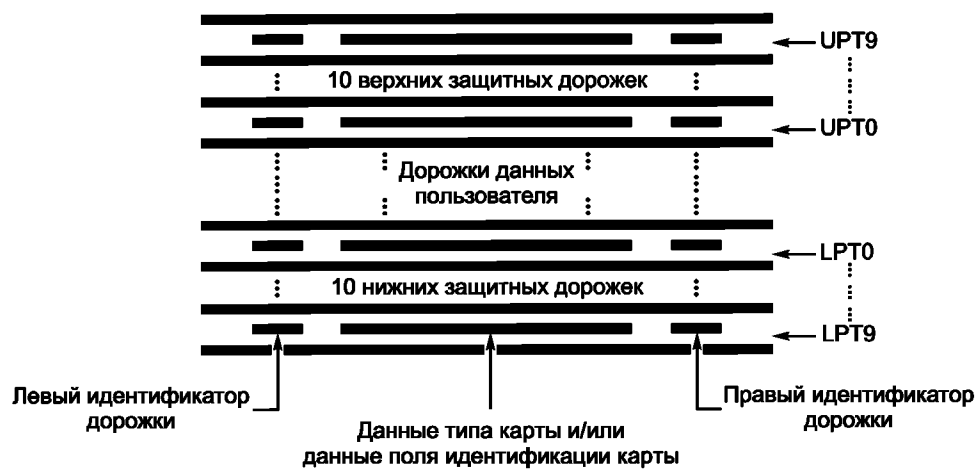 UPT9
10 верхних защитных дорожек
UPT0
Дорожки данных
пользователя
LPT0
10 нижних защитных дорожек
LPT9
Левый идентификатор
дорожки
Данные типа карты и/или
данные поля идентификации карты
Правый идентификатор
дорожки